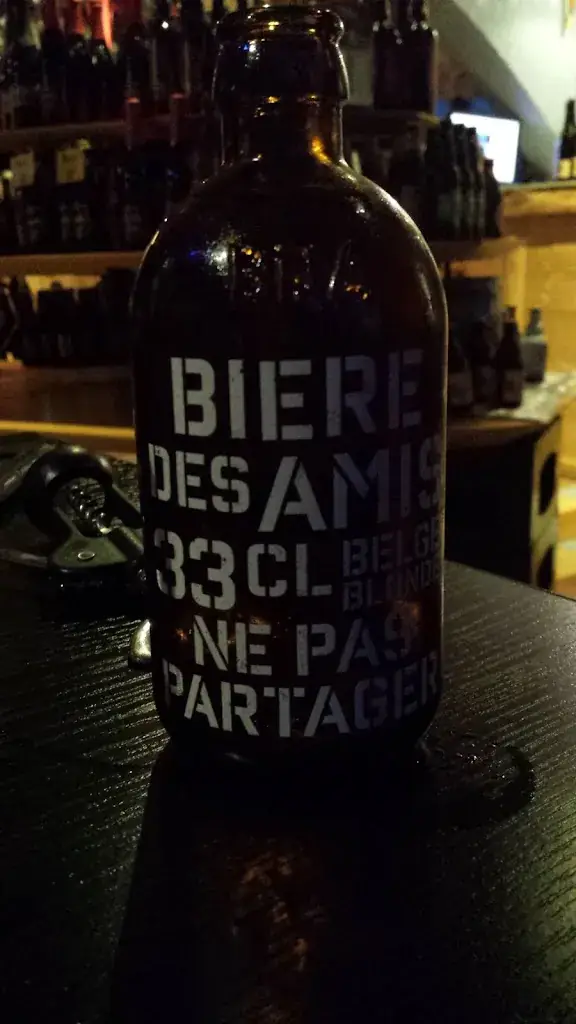 BIERE
DES AMIS
33 CL BELGE
BLONDE
NE PAS
PARTAGER